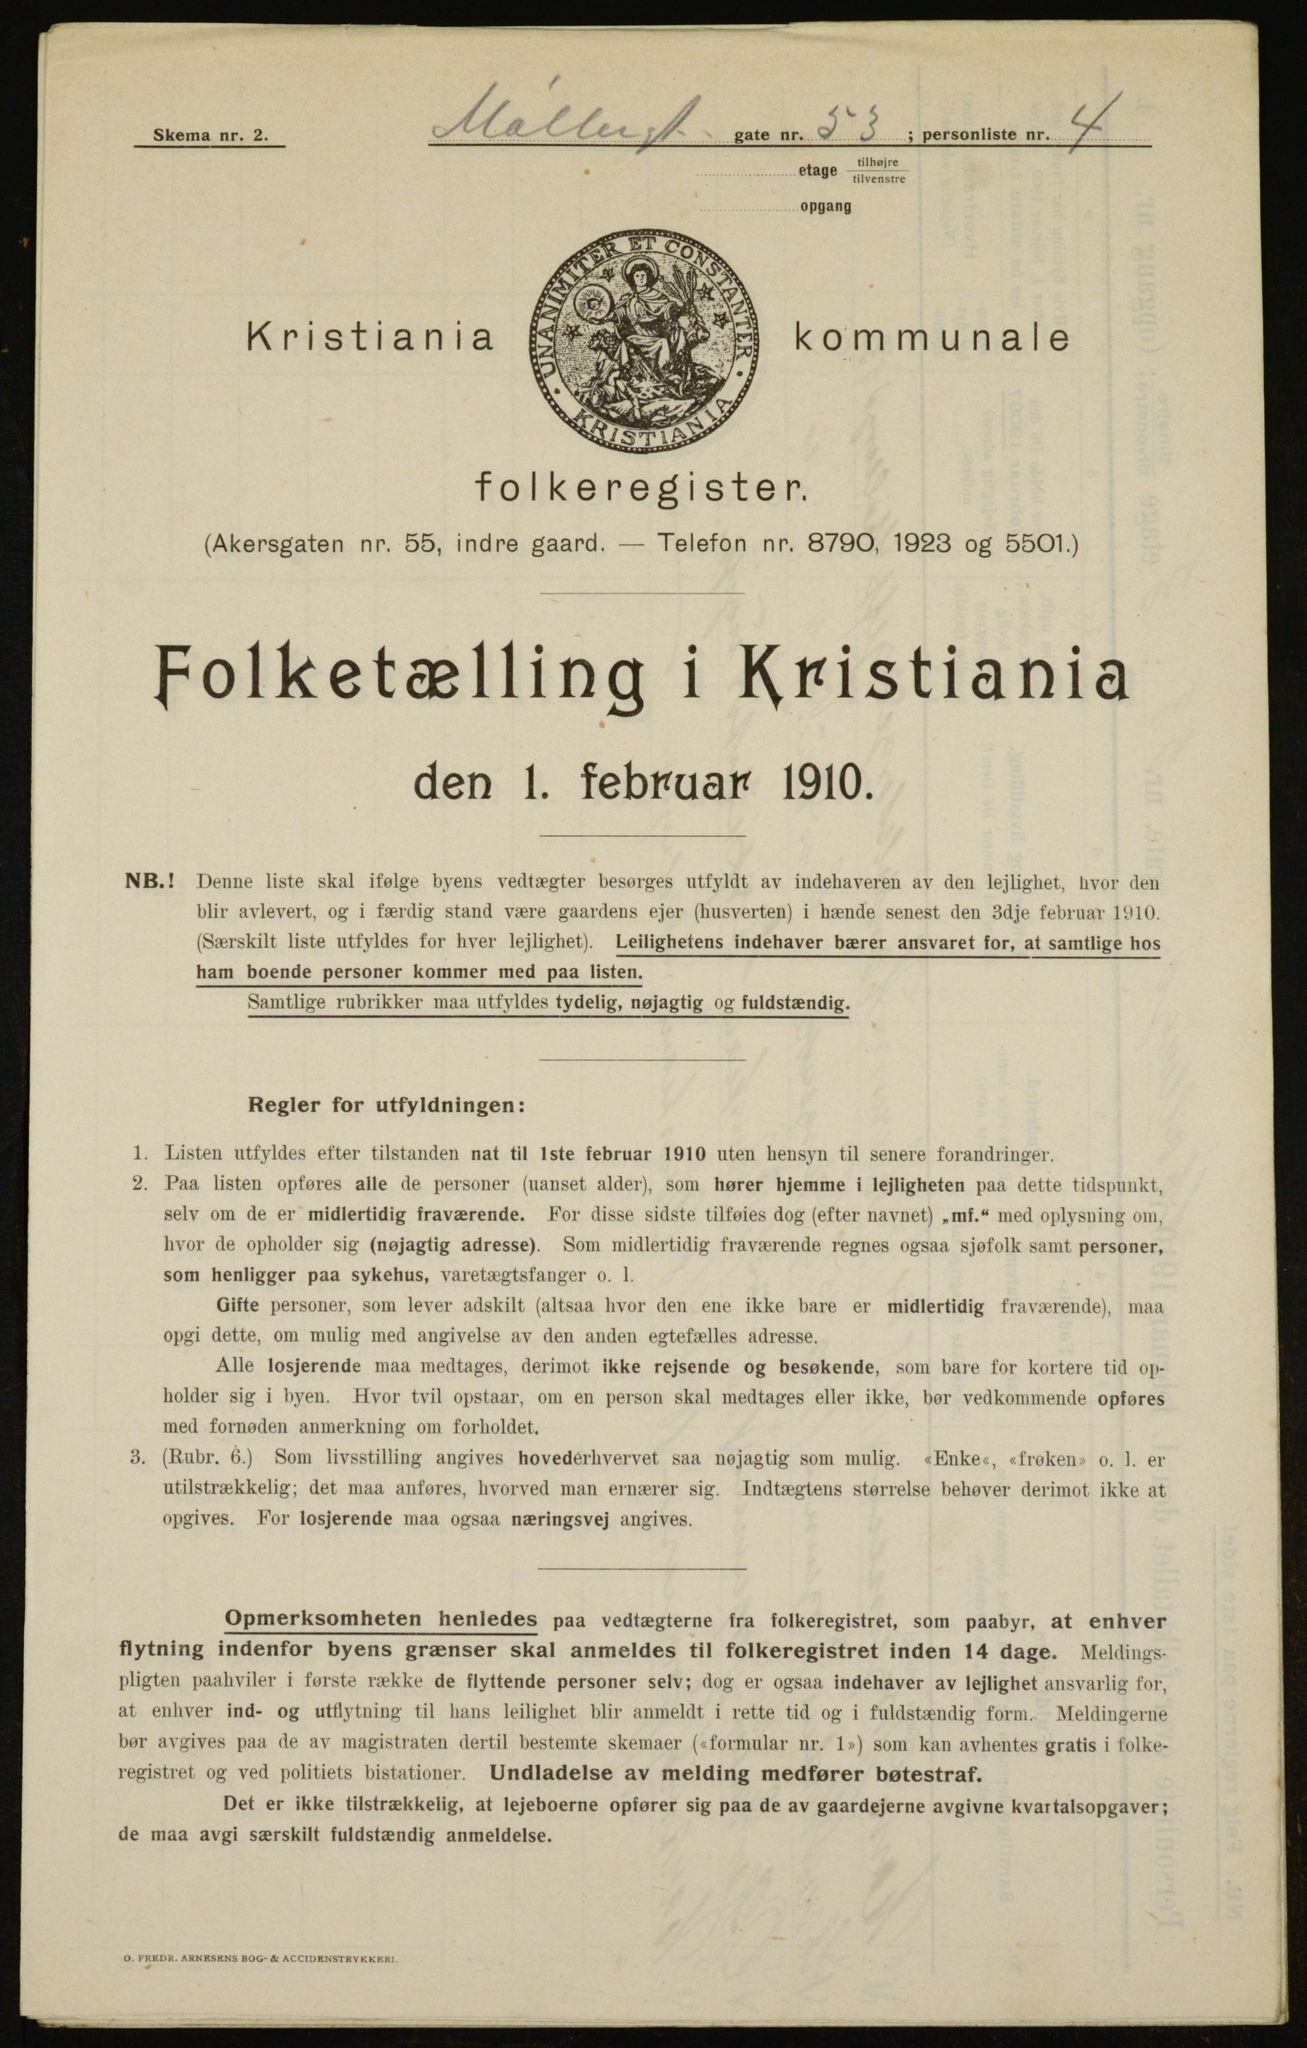 Skema nr. 2.
Møllergt. gate nr. 53 ; personliste nr. 4
etage tilhøjre
tilvenstre
opgang
UNANIMITER ET CONSTANTER
KRISTIANIA
Kristiania kommunale
folkeregister.
(Akersgaten nr. 55, indre gaard. — Telefon nr. 8790, 1923 og 5501.)
Folketælling i Kristiania
den 1. februar 1910.
NB.! Denne liste skal ifølge byens vedtægter besørges utfyldt av indehaveren av den lejlighet, hvor den
blir avlevert, og i færdig stand være gaardens ejer (husverten) i hænde senest den 3dje februar 1910.
(Særskilt liste utfyldes for hver lejlighet). Leilighetens indehaver bærer ansvaret for, at samtlige hos
ham boende personer kommer med paa listen.
Samtlige rubrikker maa utfyldes tydelig, nøjagtig og fuldstændig.
Regler for utfyldningen:
1. Listen utfyldes efter tilstanden nat til 1ste februar 1910 uten hensyn til senere forandringer.
2. Paa listen opføres alle de personer (uanset alder), som hører hjemme i lejligheten paa dette tidspunkt,
selv om de er midlertidig fraværende. For disse sidste tilføies dog (efter navnet) „mf.“ med oplysning om,
hvor de opholder sig (nøjagtig adresse). Som midlertidig fraværende regnes ogsaa sjøfolk samt personer,
som henligger paa sykehus, varetægtsfanger o. l.
Gifte personer, som lever adskilt (altsaa hvor den ene ikke bare er midlertidig fraværende), maa
opgi dette, om mulig med angivelse av den anden egtefælles adresse.
Alle losjerende maa medtages, derimot ikke rejsende og besøkende, som bare for kortere tid op-
holder sig i byen. Hvor tvil opstaar, om en person skal medtages eller ikke, bør vedkommende opføres
med fornøden anmerkning om forholdet.
3. (Rubr. 6.) Som livsstilling angives hovederhvervet saa nøjagtig som mulig. «Enke«, «frøken» o. l. er
utilstrækkelig; det maa anføres, hvorved man ernærer sig. Indtægtens størrelse behøver derimot ikke at
opgives. For losjerende maa ogsaa næringsvej angives.
Opmerksomheten henledes paa vedtægterne fra folkeregistret, som paabyr, at enhver
flytning indenfor byens grænser skal anmeldes til folkeregistret inden 14 dage. Meldings-
pligten paahviler i første række de flyttende personer selv; dog er ogsaa indehaver av lejlighet ansvarlig for,
at enhver ind- og utflytning til hans leilighet blir anmeldt i rette tid og i fuldstændig form. Meldingerne
bør avgives paa de av magistraten dertil bestemte skemaer («formular nr. 1») som kan avhentes gratis i folke-
registret og ved politiets bistationer. Undladelse av melding medfører bøtestraf.
Det er ikke tilstrækkelig, at lejeboerne opfører sig paa de av gaardejerne avgivne kvartalsopgaver;
de maa avgi særskilt fuldstændig anmeldelse.
O. FREDR. ARNESENS BOG- & ACCIDENSTRYKKERI.